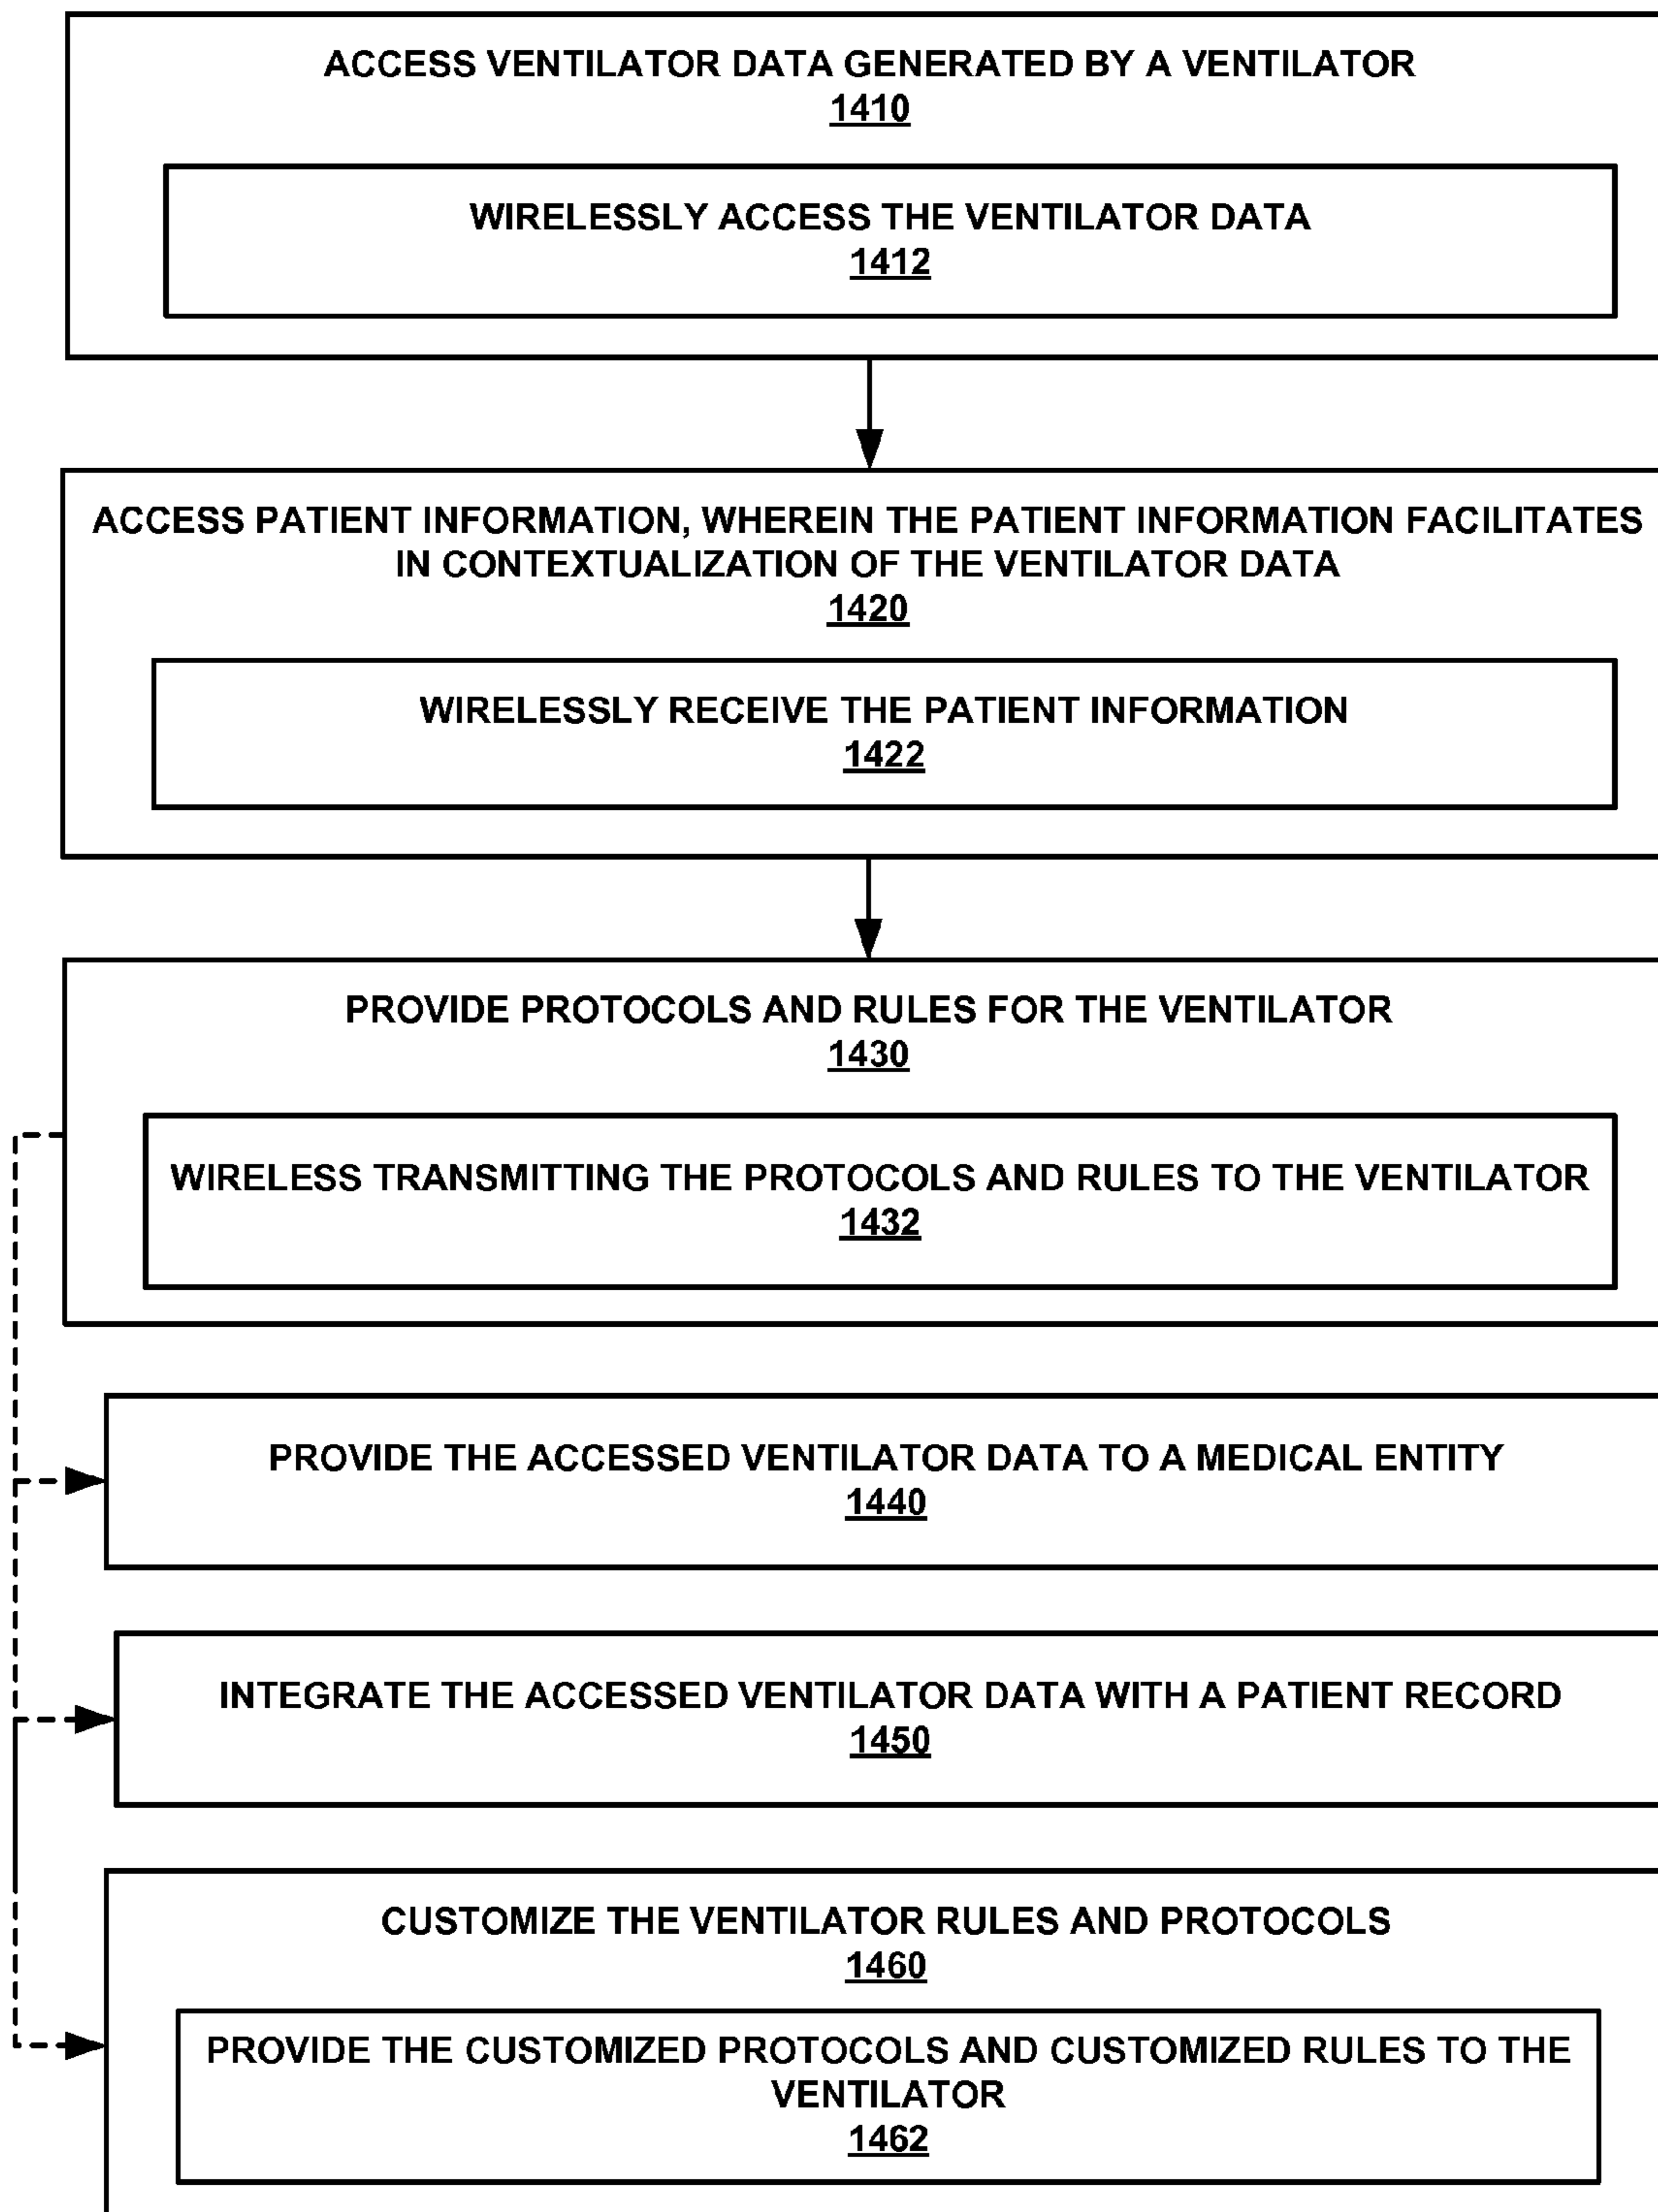 ACCESS VENTILATOR DATA GENERATED BY A VENTILATOR
1410
WIRELESSLY ACCESS THE VENTILATOR DATA
1412
ACCESS PATIENT INFORMATION, WHEREIN THE PATIENT INFORMATION FACILITATES
IN CONTEXTUALIZATION OF THE VENTILATOR DATA
1420
WIRELESSLY RECEIVE THE PATIENT INFORMATION
1422
PROVIDE PROTOCOLS AND RULES FOR THE VENTILATOR
1430
WIRELESS TRANSMITTING THE PROTOCOLS AND RULES TO THE VENTILATOR
1432
PROVIDE THE ACCESSED VENTILATOR DATA TO A MEDICAL ENTITY
1440
INTEGRATE THE ACCESSED VENTILATOR DATA WITH A PATIENT RECORD
1450
CUSTOMIZE THE VENTILATOR RULES AND PROTOCOLS
1460
PROVIDE THE CUSTOMIZED PROTOCOLS AND CUSTOMIZED RULES TO THE
VENTILATOR
1462